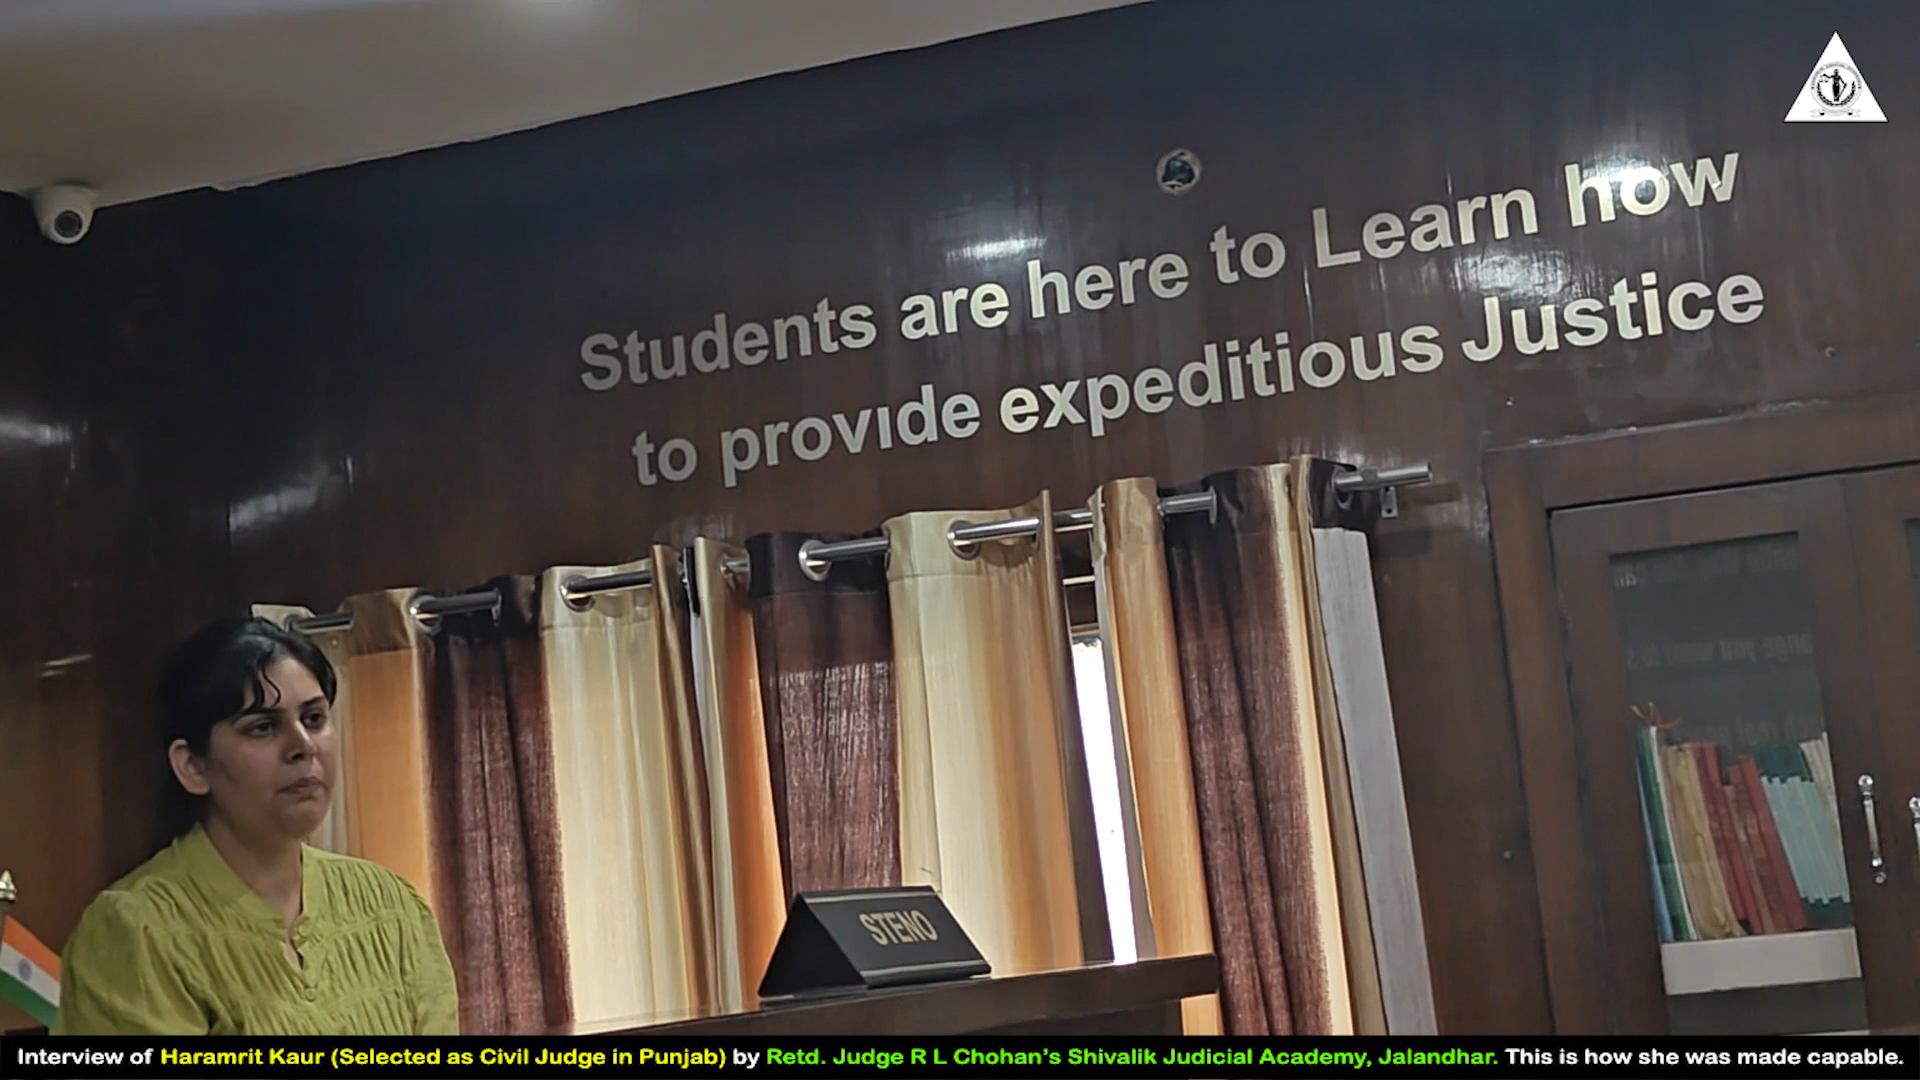 Students are here to Learn how
to provide expeditious Justice
STENO
Interview of Haramrit Kaur (Selected as Civil Judge in Punjab) by Retd. Judge R L Chohan’s Shivalik Judicial Academy, Jalandhar. This is how she was made capable.